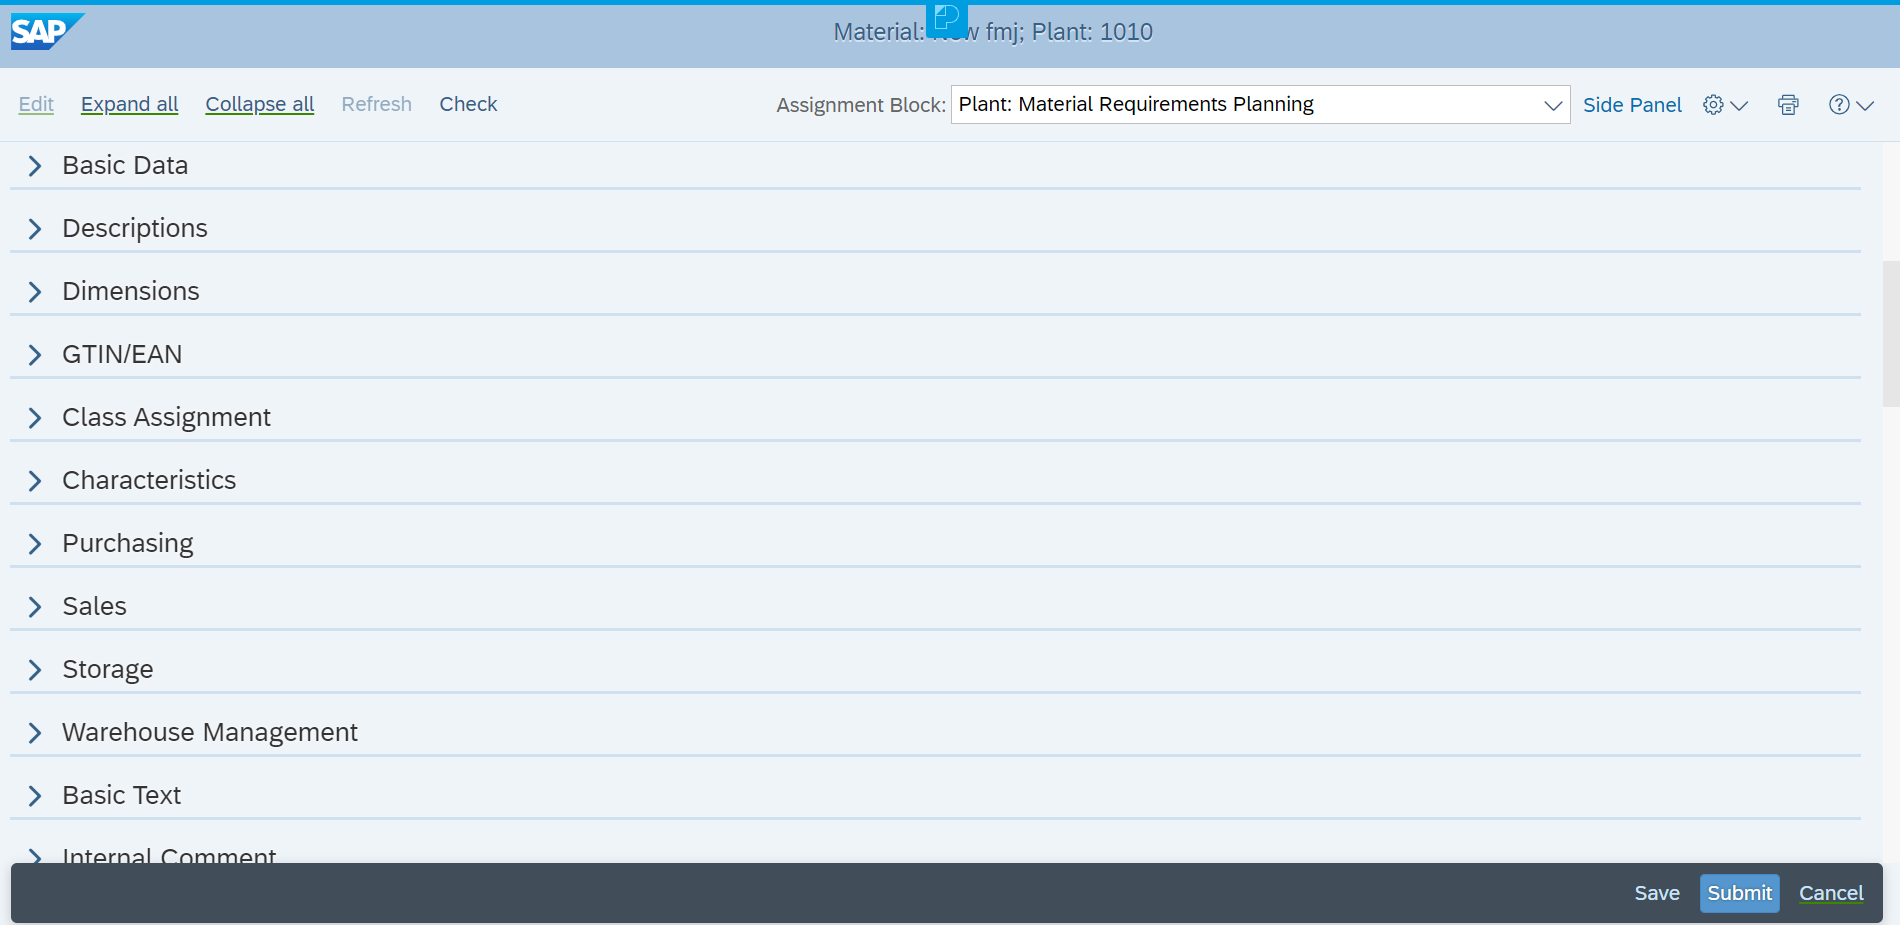 SAP
Material: New fmj; Plant: 1010
Edit Expand all Collapse all Refresh Check Assignment Block: Plant: Material Requirements Planning Side Panel
Basic Data
Descriptions
Dimensions
GTIN/EAN
Class Assignment
Characteristics
Purchasing
Sales
Storage
Warehouse Management
Basic Text
Internal Comment
Save Submit Cancel